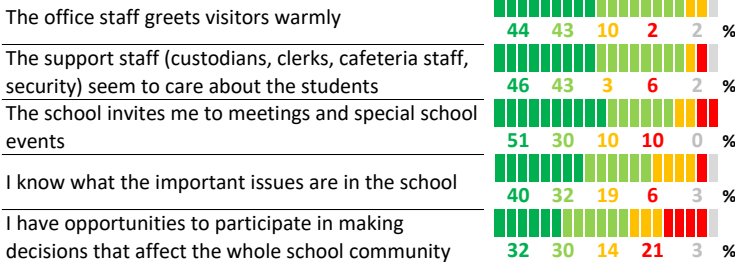 The office staff greets visitors warmly
44 43 10 2 2 %
The support staff (custodians, clerks, cafeteria staff,
security) seem to care about the students
46 43 3 6 2 %
The school invites me to meetings and special school
events
51 30 10 10 0 %
I know what the important issues are in the school
40 32 19 6 3 %
I have opportunities to participate in making
decisions that affect the whole school community
32 30 14 21 3 %